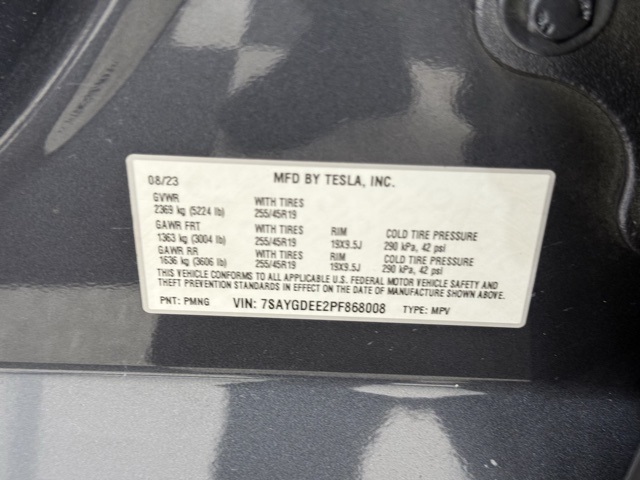 08/23 MFD BY TESLA, INC.
GVWR WITH TIRES
2369 kg (5224 lb) 255/45R19
GAWR FRT WITH TIRES RIM COLD TIRE PRESSURE
1363 kg (3004 lb) 255/45R19 19X9.5J 290 kPa, 42 psi
GAWR RR WITH TIRES RIM COLD TIRE PRESSURE
1636 kg (3606 lb) 255/45R19 19X9.5J 290 kPa, 42 psi
THIS VEHICLE CONFORMS TO ALL APPLICABLE U.S. FEDERAL MOTOR VEHICLE SAFETY AND
THEFT PREVENTION STANDARDS IN EFFECT ON THE DATE OF MANUFACTURE SHOWN ABOVE.
PNT: PMNG VIN: 7SAYGDEE2PF868008 TYPE: MPV